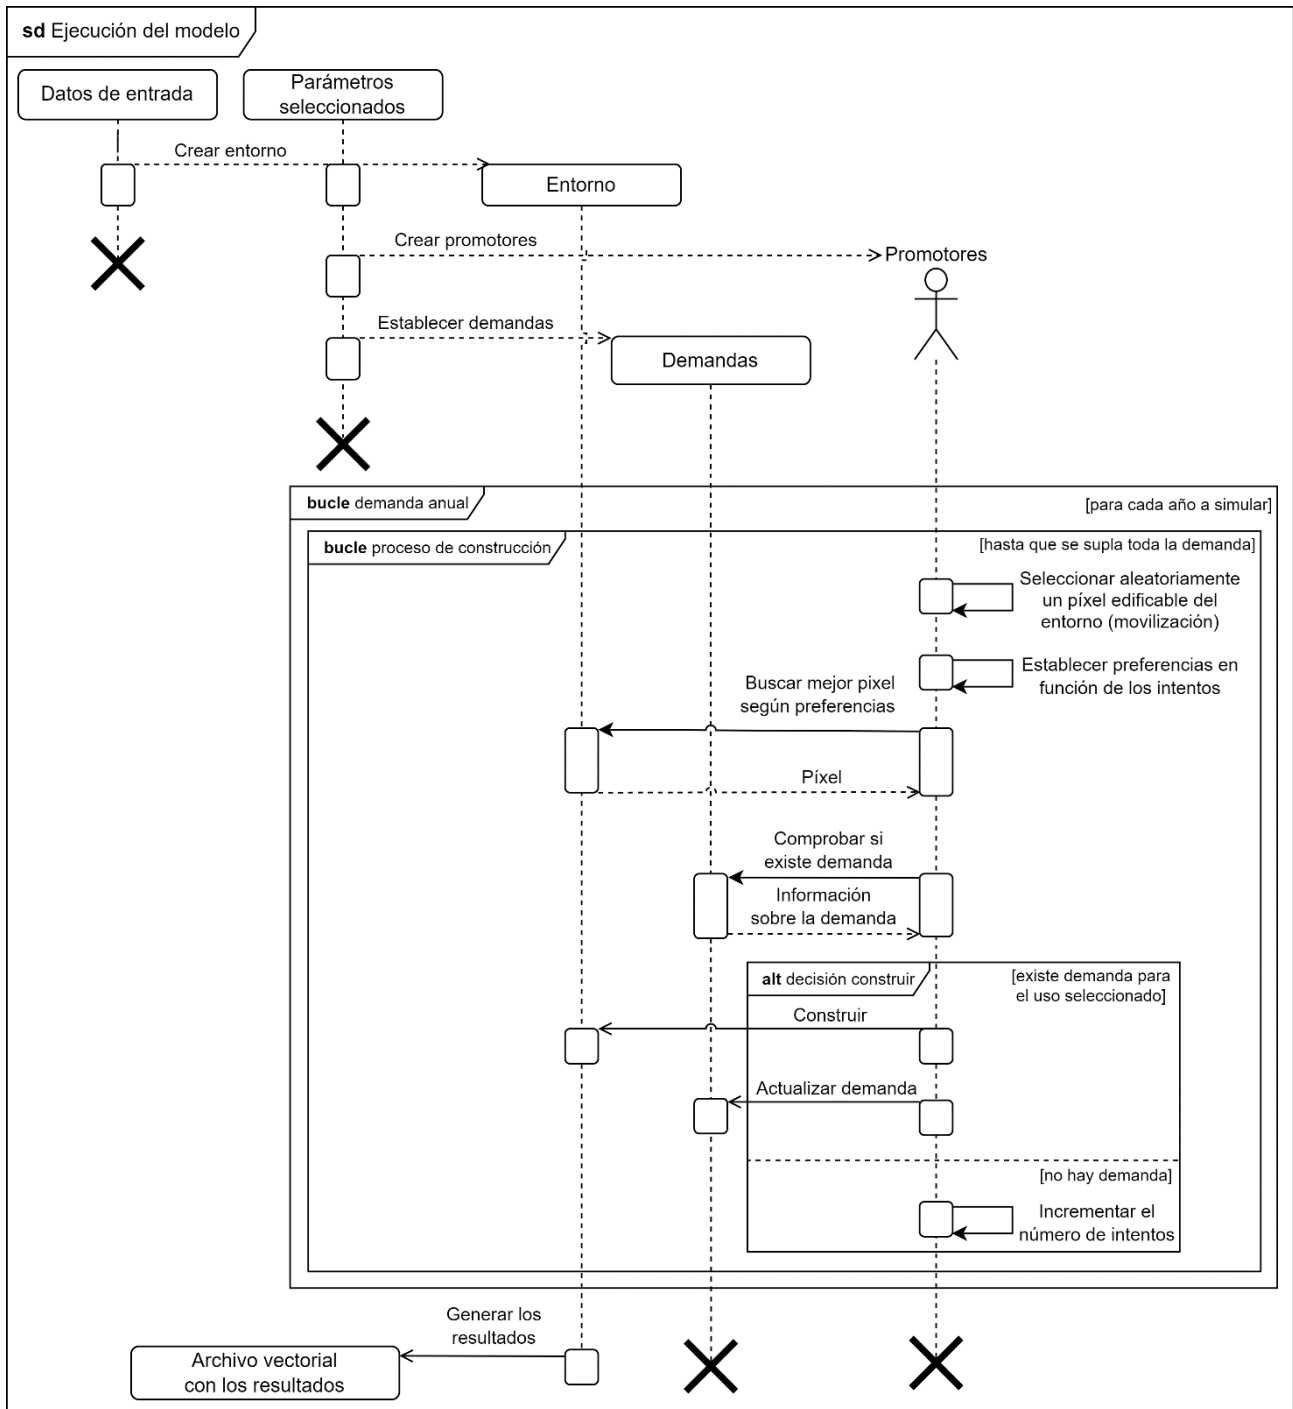 sd Ejecución del modelo
Datos de entrada
Parámetros
seleccionados
Crear entorno
Entorno
Crear promotores
Promotores
Establecer demandas
Demandas
bucle demanda anual
[para cada año a simular]
bucle proceso de construcción
[hasta que se supla toda la demanda]
Seleccionar aleatoriamente
un píxel edificable del
entorno (movilización)
Establecer preferencias en
función de los intentos
Buscar mejor pixel
según preferencias
Píxel
Comprobar si
existe demanda
Información
sobre la demanda
alt decisión construir
[existe demanda para
el uso seleccionado]
Construir
Actualizar demanda
[no hay demanda]
Incrementar el
número de intentos
Generar los
resultados
Archivo vectorial
con los resultados